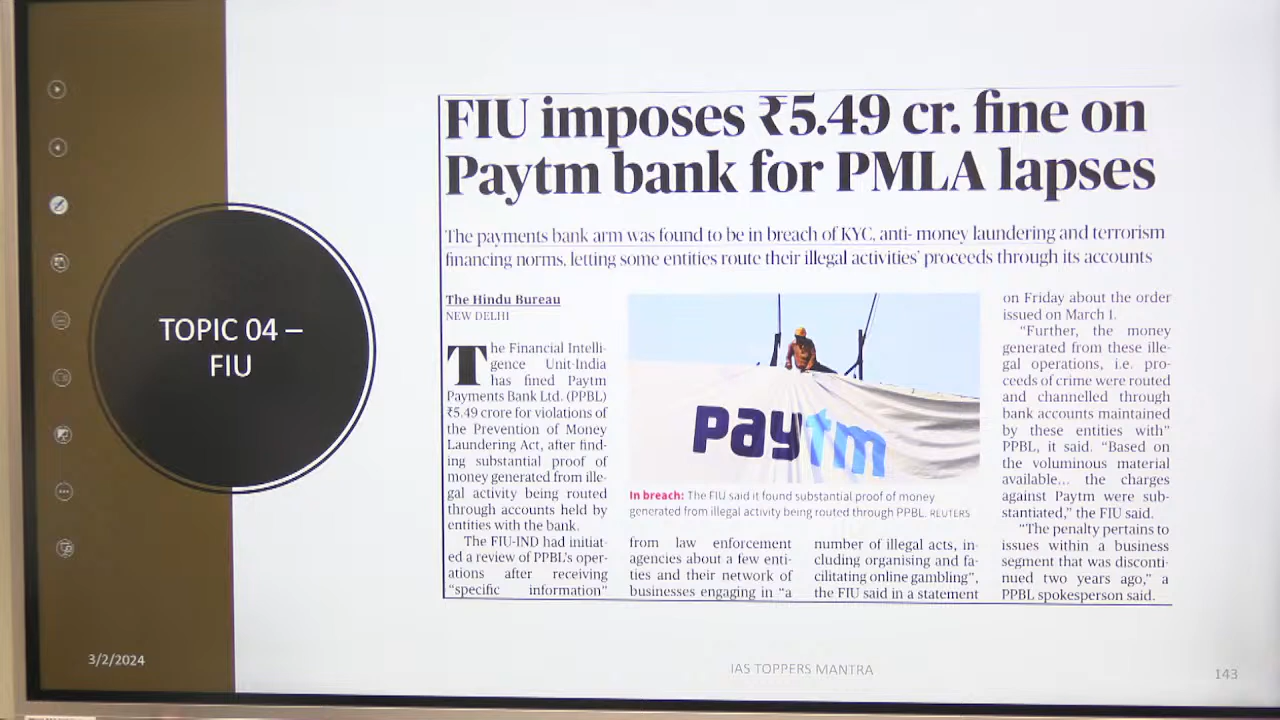 TOPIC 04 –
FIU
FIU imposes ₹5.49 cr. fine on
Paytm bank for PMLA lapses
The payments bank arm was found to be in breach of KYC, anti- money laundering and terrorism
financing norms, letting some entities route their illegal activities' proceeds through its accounts
The Hindu Bureau
NEW DELHI
The Financial Intelli-
gence Unit-India
has fined Paytm
Payments Bank Ltd. (PPBL)
₹5.49 crore for violations of
the Prevention of Money
Laundering Act, after find-
ing substantial proof of
money generated from ille-
gal activity being routed
through accounts held by
entities with the bank.
The FIU-IND had initiat-
ed a review of PPBL's oper-
ations after receiving
"specific information"
paytm
In breach: The FIU said it found substantial proof of money
generated from illegal activity being routed through PPBL. REUTERS
from law enforcement
agencies about a few enti-
ties and their network of
businesses engaging in "a
number of illegal acts, in-
cluding organising and fa-
cilitating online gambling",
the FIU said in a statement
on Friday about the order
issued on March 1.
"Further, the money
generated from these ille-
gal operations, i.e. pro-
ceeds of crime were routed
and channelled through
bank accounts maintained
by these entities with"
PPBL, it said. "Based on
the voluminous material
available... the charges
against Paytm were sub-
stantiated," the FIU said.
"The penalty pertains to
issues within a business
segment that was disconti-
nued two years ago," a
PPBL spokesperson said.
3/2/2024
IAS TOPPERS MANTRA
143